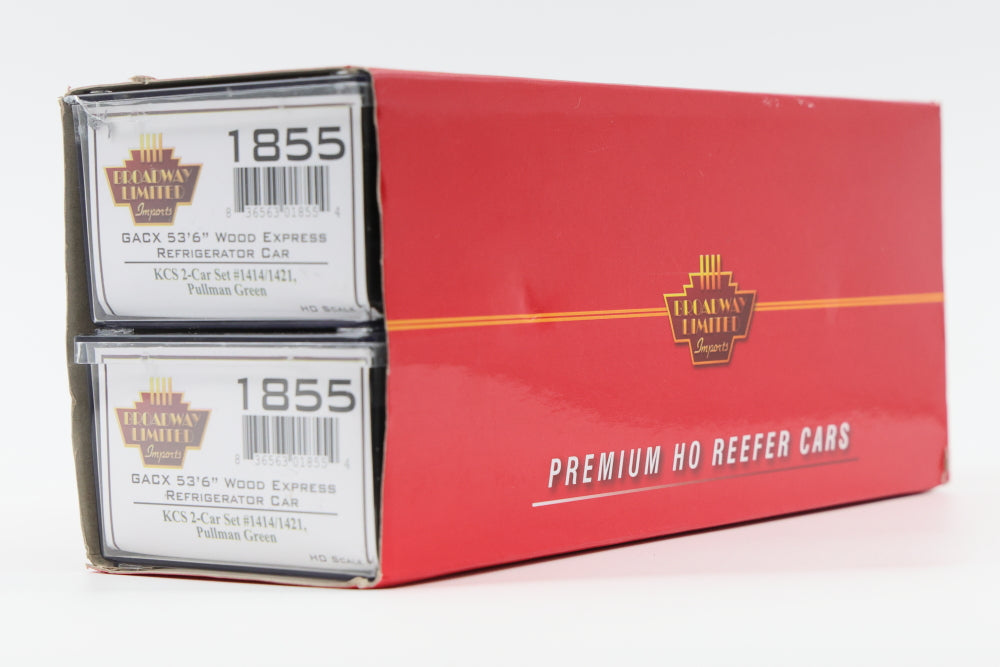 1855
BROADWAY
LIMITED
Imports
8 36563 01855 4
GACX 53'6" WOOD EXPRESS
REFRIGERATOR CAR
KCS 2-Car Set #1414/1421,
Pullman Green
HO SCALE
1855
BROADWAY
LIMITED
Imports
8 36563 01855 4
GACX 53'6" WOOD EXPRESS
REFRIGERATOR CAR
KCS 2-Car Set #1414/1421,
Pullman Green
HO SCALE
BROADWAY
LIMITED
Imports
PREMIUM HO REEFER CARS